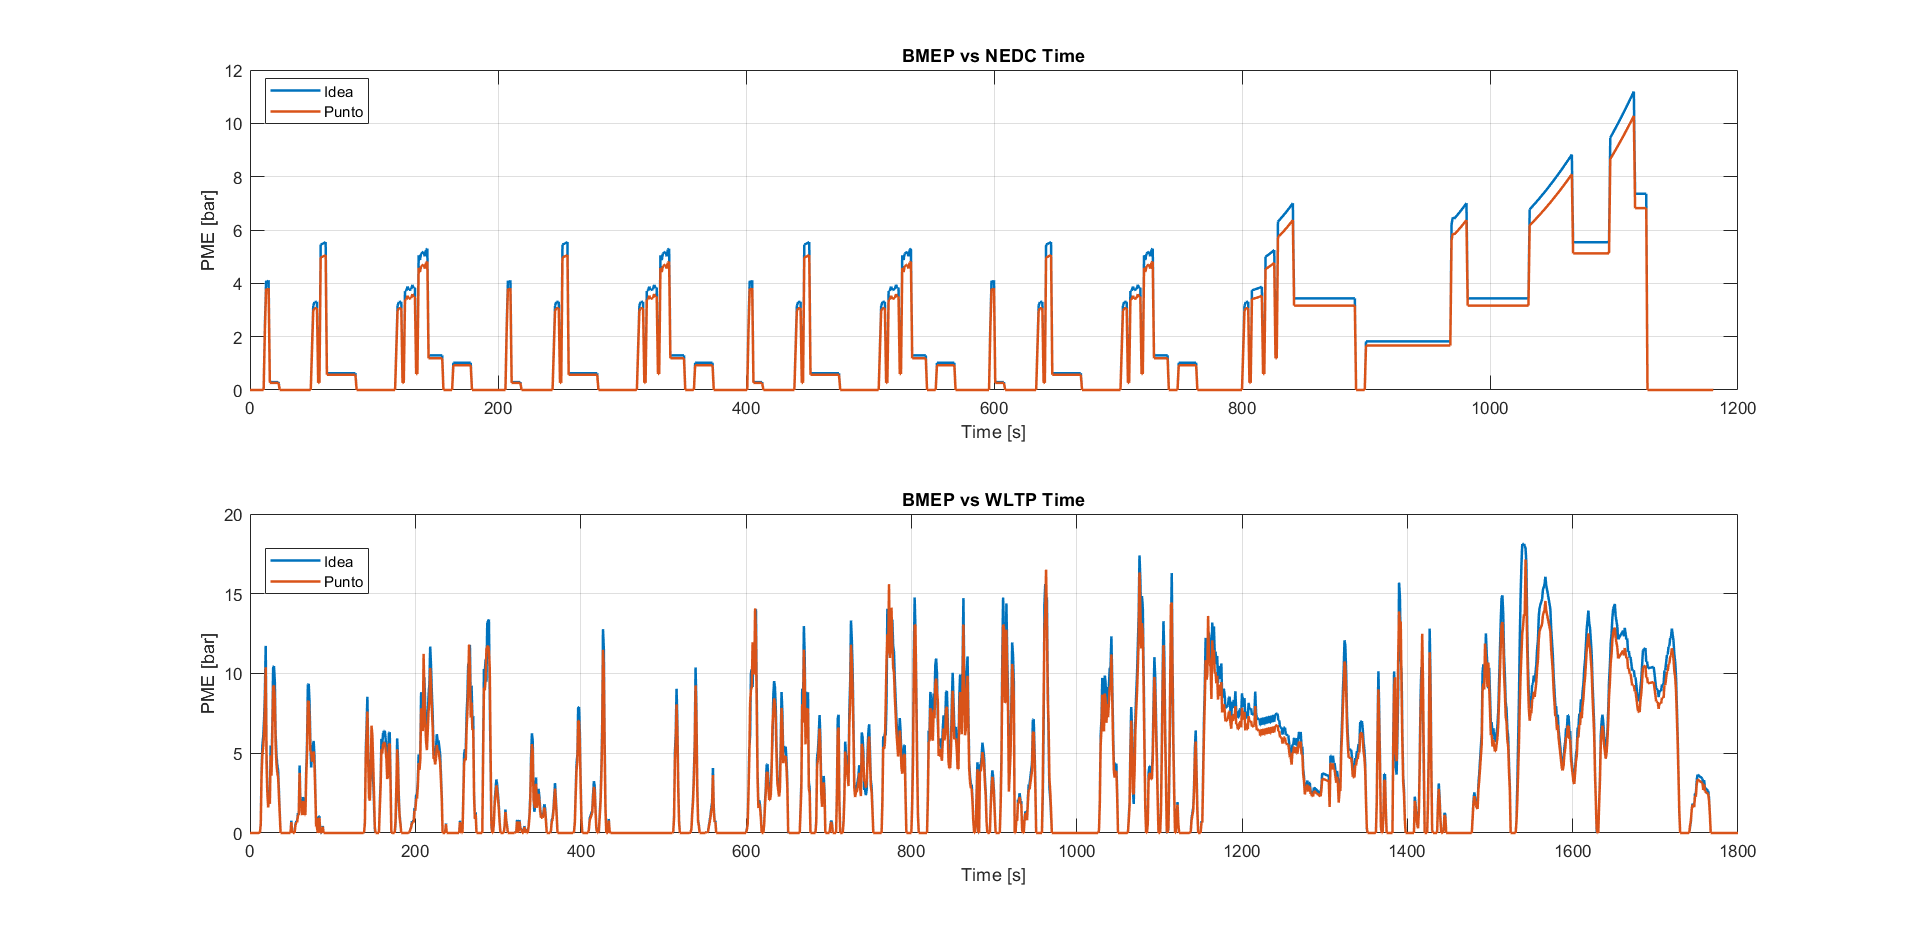 BMEP vs NEDC Time
12
10
8
6
4
2
0
PME [bar]
Idea
Punto
0 200 400 600 800 1000 1200
Time [s]
BMEP vs WLTP Time
20
15
10
5
0
PME [bar]
Idea
Punto
0 200 400 600 800 1000 1200 1400 1600 1800
Time [s]